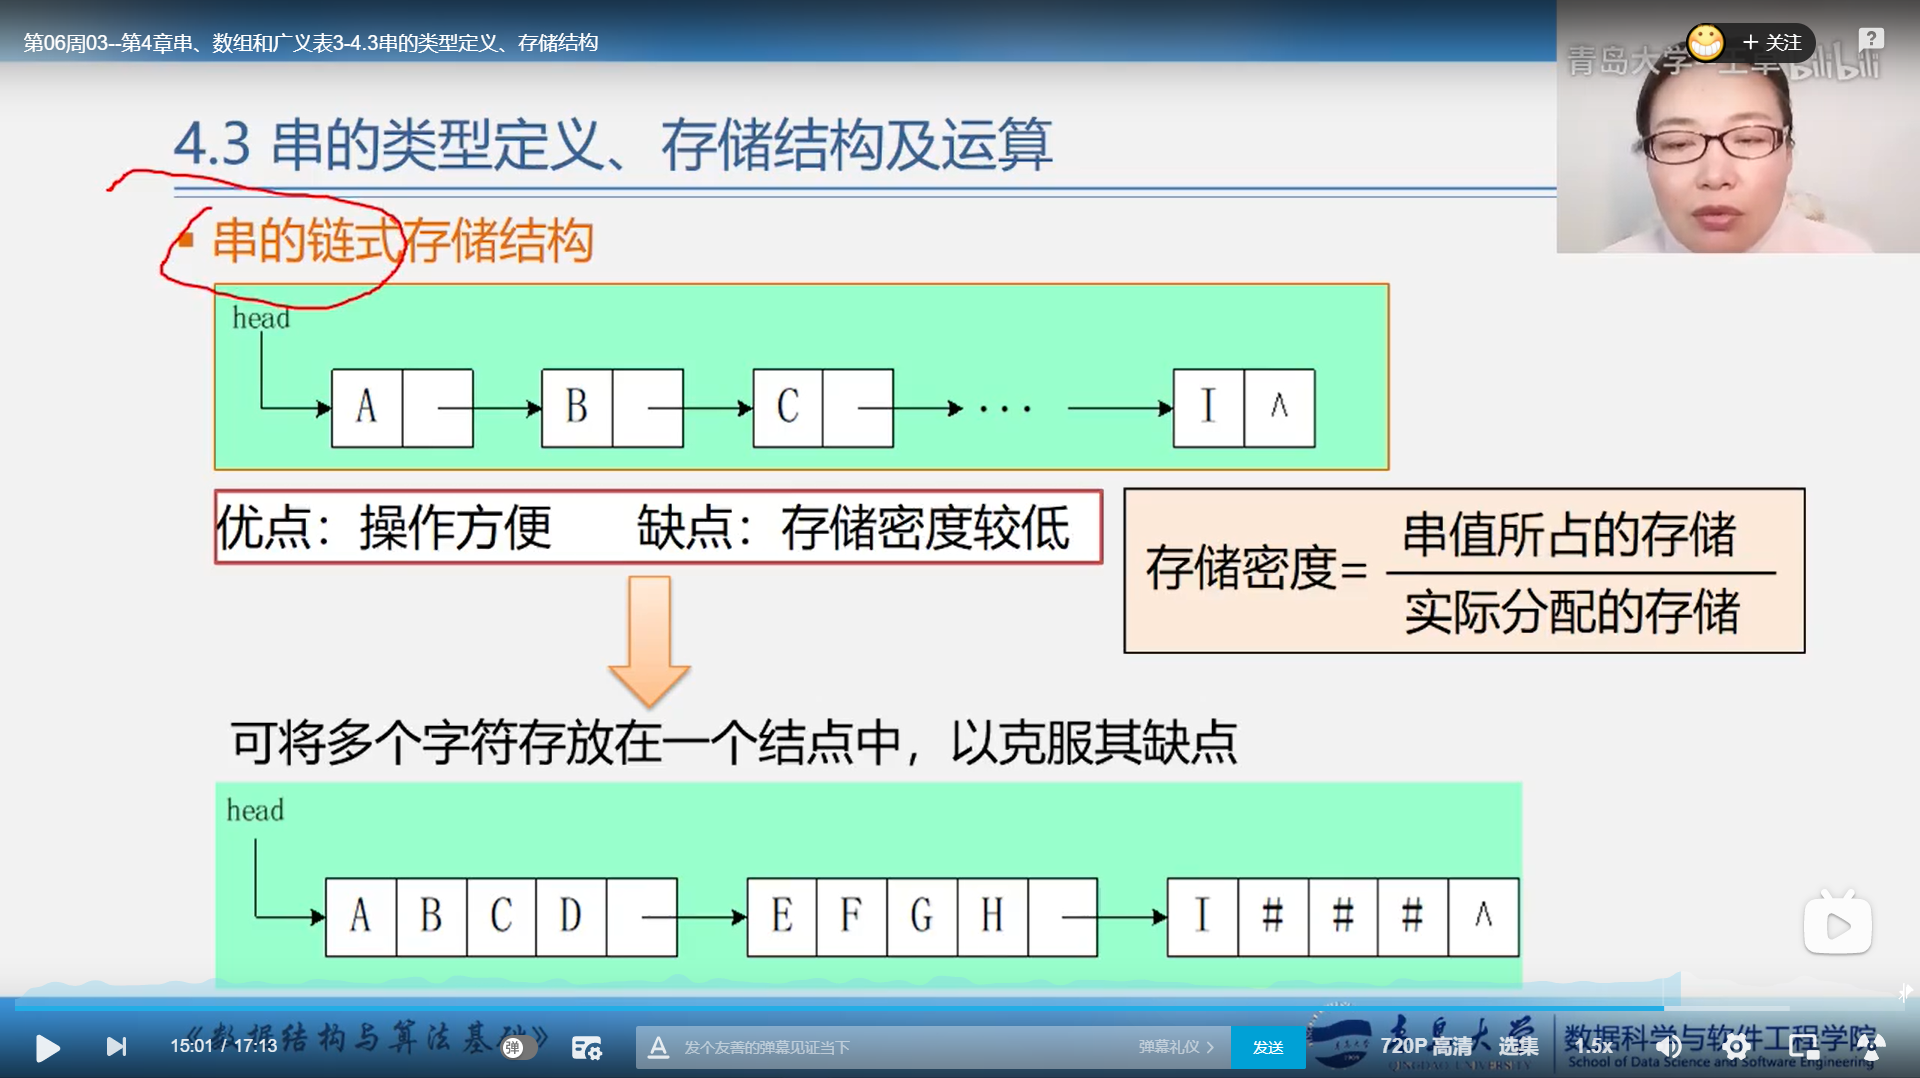 第06周03--第4章串、数组和广义表3-4.3串的类型定义、存储结构
+ 关注
青岛大学-王卓
bilibili
4.3 串的类型定义、存储结构及运算
串的链式存储结构
head
A B C ··· I ∧
优点：操作方便 缺点：存储密度较低
存储密度=
串值所占的存储
实际分配的存储
可将多个字符存放在一个结点中，以克服其缺点
head
A B C D E F G H I # # # ∧
《数据结构与算法基础》
15:01 / 17:13
弹
发个友善的弹幕见证当下
弹幕礼仪 >
发送
青岛大学
QINGDAO UNIVERSITY
720P 高清
选集
1.5x
数据科学与软件工程学院
School of Data Science and Software Engineering